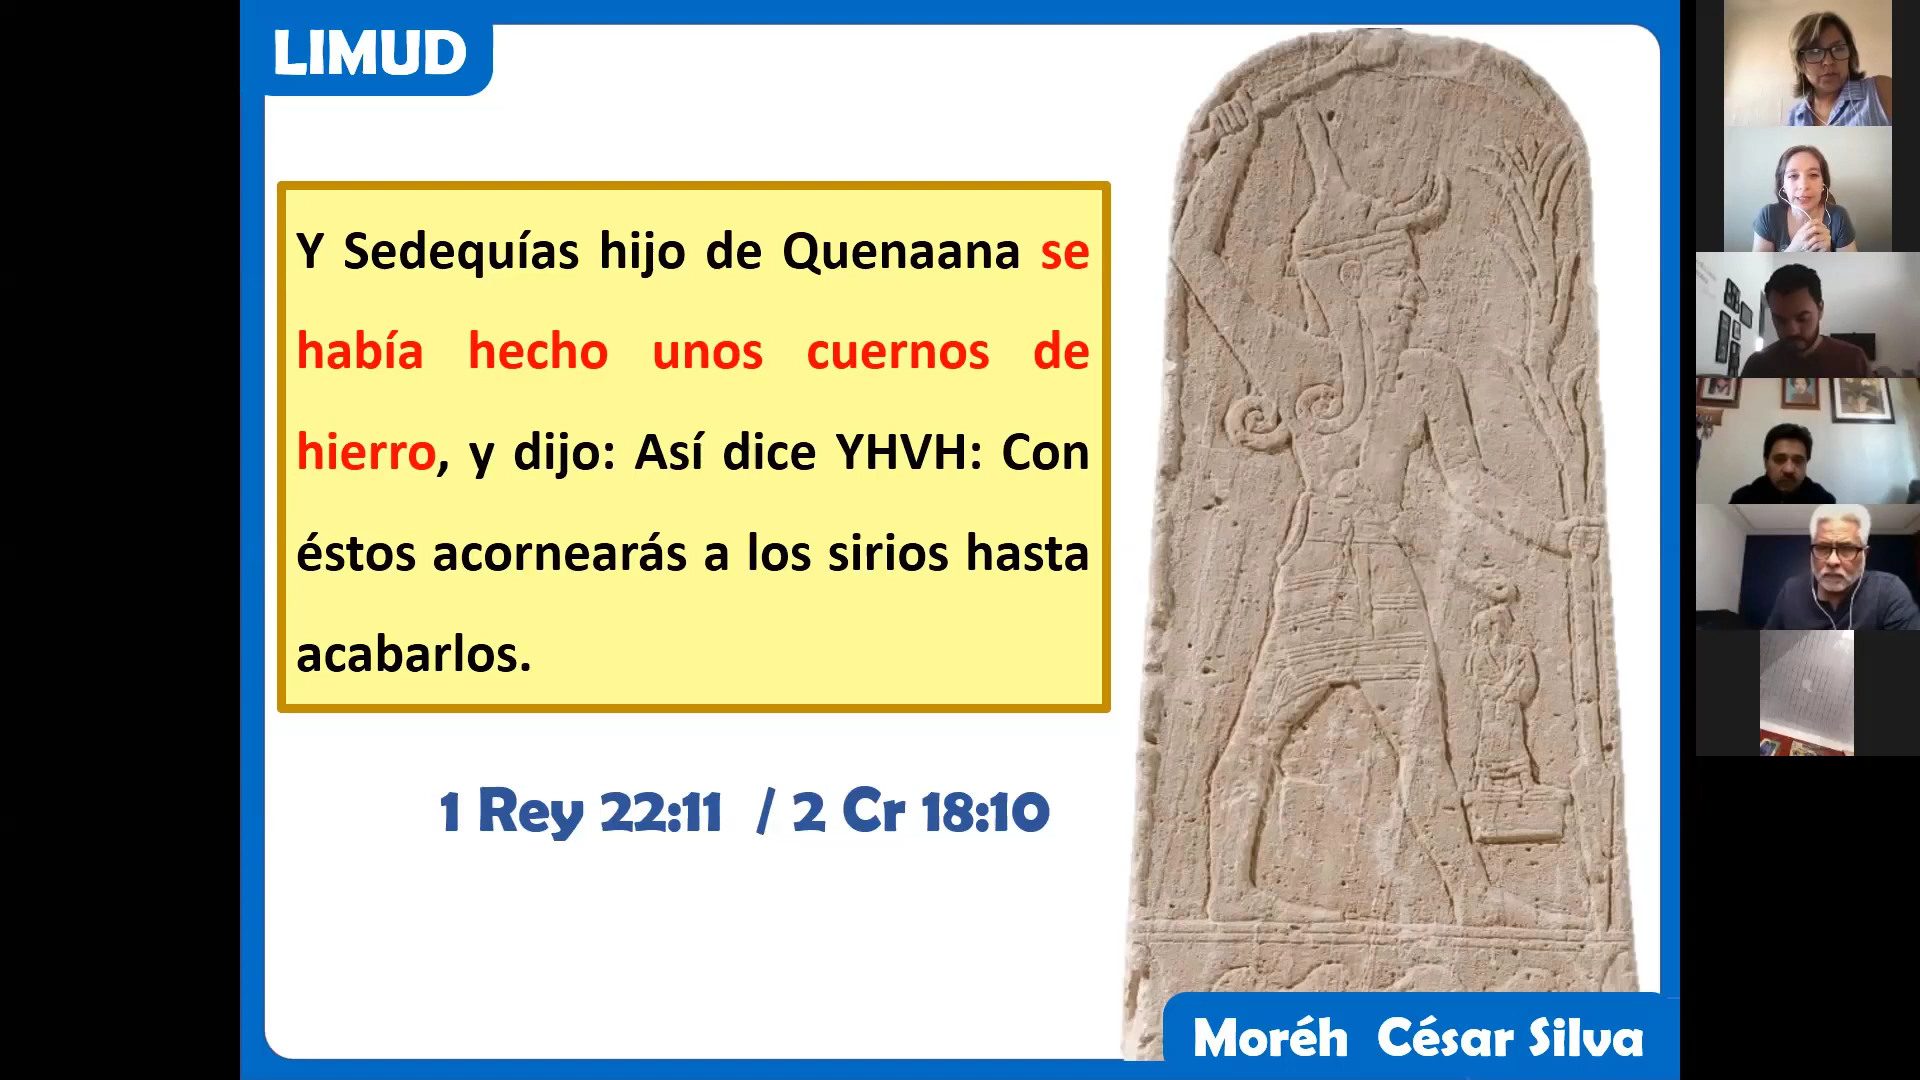 LIMUD
Y Sedequías hijo de Quenaana se
había hecho unos cuernos de
hierro, y dijo: Así dice YHVH: Con
éstos acornearás a los sirios hasta
acabarlos.
1 Rey 22:11 / 2 Cr 18:10
Moréh César Silva